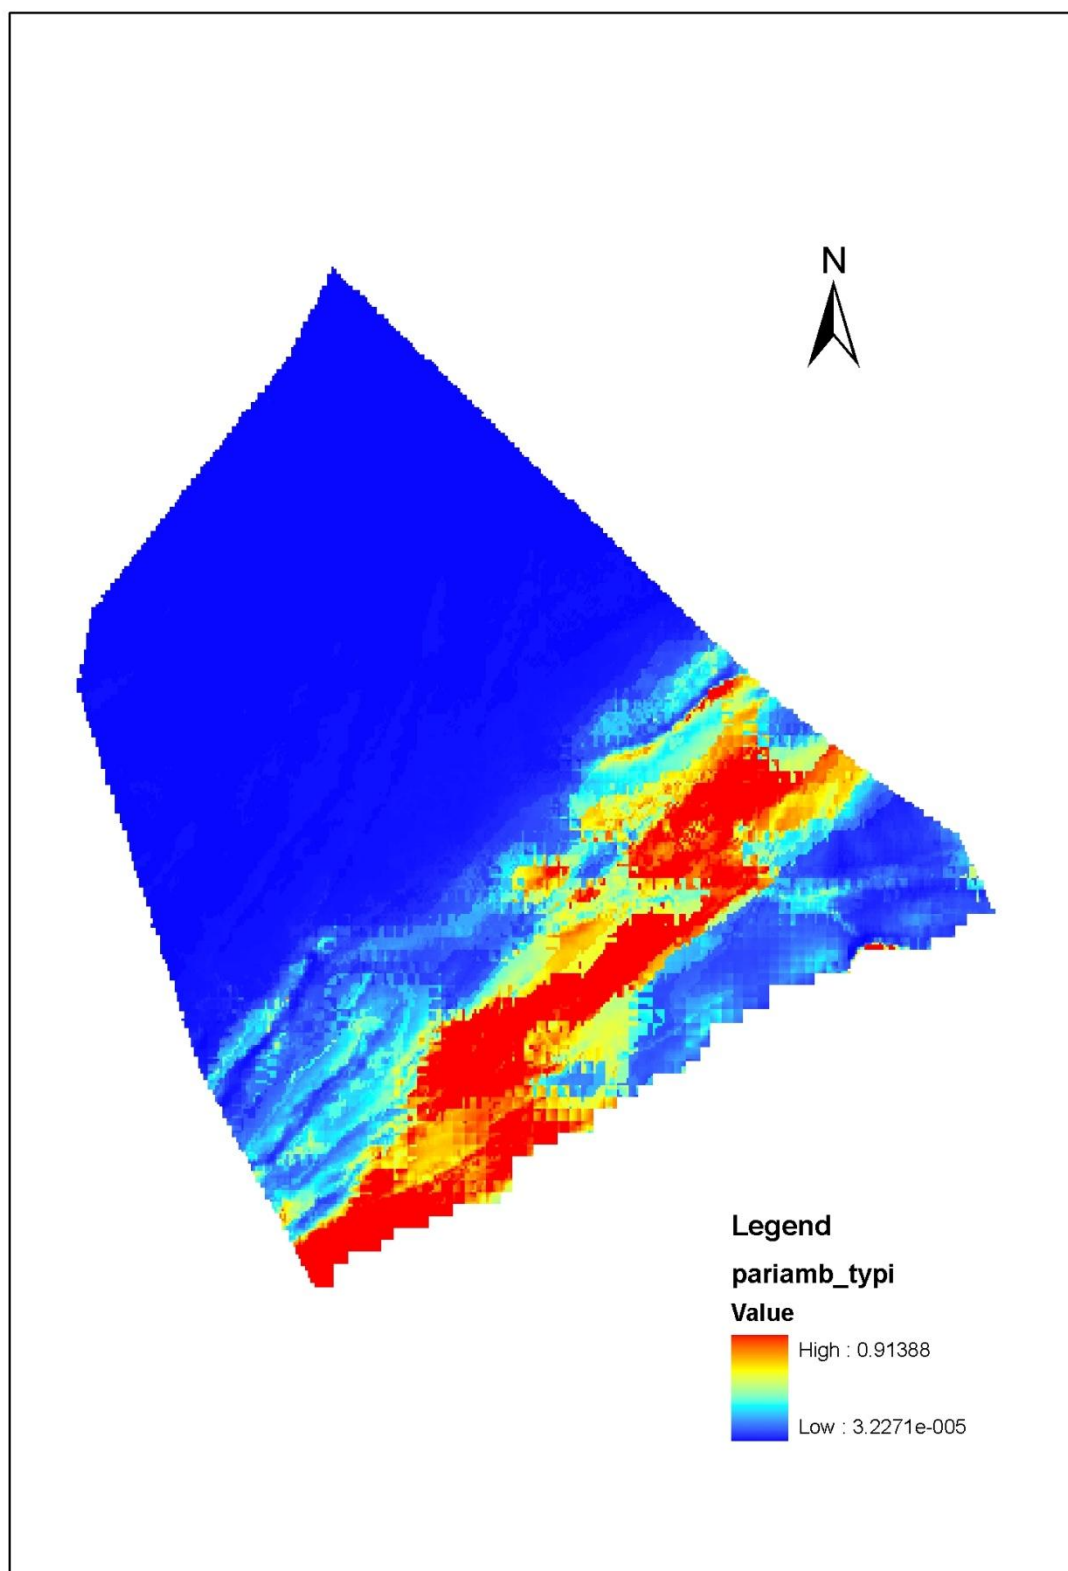 N
Legend
pariamb_typi
Value
High : 0.91388
Low : 3.2271e-005